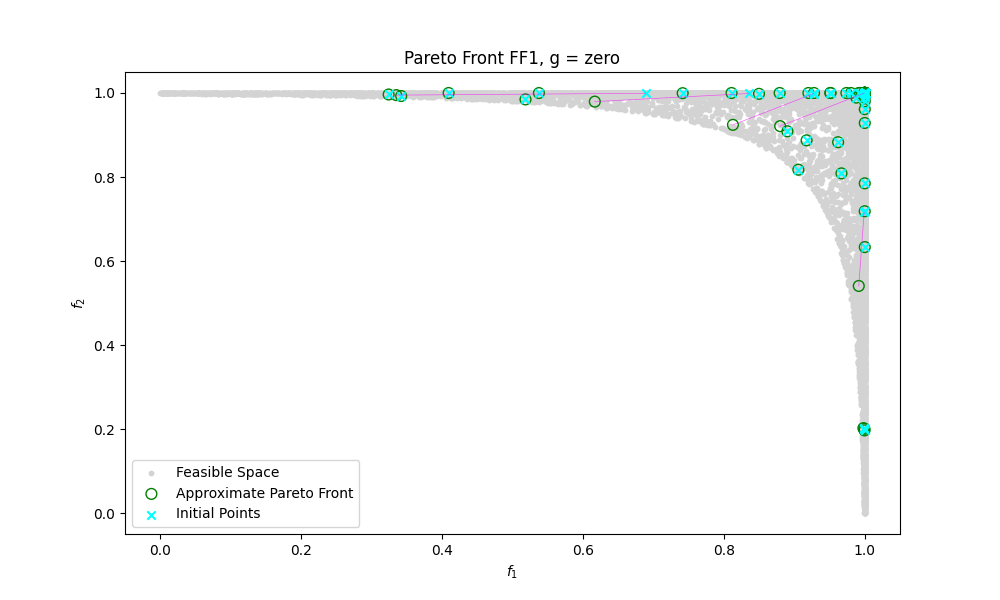 Pareto Front FF1, g = zero
1.0
0.8
0.6
0.4
0.2
0.0
f2
Feasible Space
Approximate Pareto Front
Initial Points
0.0 0.2 0.4 0.6 0.8 1.0
f1